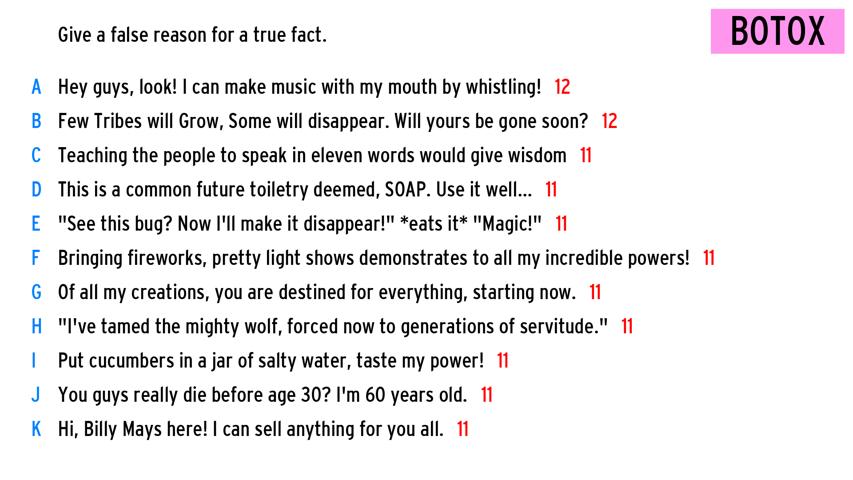 Give a false reason for a true fact.
BOTOX
A Hey guys, look! I can make music with my mouth by whistling! 12
B Few Tribes will Grow, Some will disappear. Will yours be gone soon? 12
C Teaching the people to speak in eleven words would give wisdom 11
D This is a common future toiletry deemed, SOAP. Use it well... 11
E "See this bug? Now I'll make it disappear!" *eats it* "Magic!" 11
F Bringing fireworks, pretty light shows demonstrates to all my incredible powers! 11
G Of all my creations, you are destined for everything, starting now. 11
H "I've tamed the mighty wolf, forced now to generations of servitude." 11
I Put cucumbers in a jar of salty water, taste my power! 11
J You guys really die before age 30? I'm 60 years old. 11
K Hi, Billy Mays here! I can sell anything for you all. 11